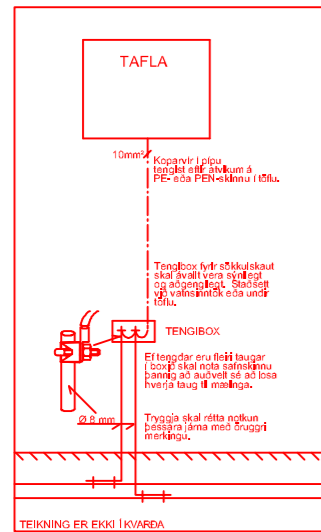 TAFLA
10mm²
Koparvír í pípu
tengist eftir atvikum á
PE- eða PEN-skinnu í töflu.
Tengibox fyrir sökkulskaut
skal ávallt vera sýnilegt
og aðgengilegt. Staðsett
við vatnsinntök eða undir
töflu.
TENGIBOX
Ef tengdar eru fleiri taugar
í boxið skal nota safnskinnu
þannig að auðvelt sé að losa
hverja taug til mælinga.
Ø 8 mm
Tryggja skal rétta notkun
þessara járna með öruggri
merkingu.
TEIKNING ER EKKI Í KVARÐA